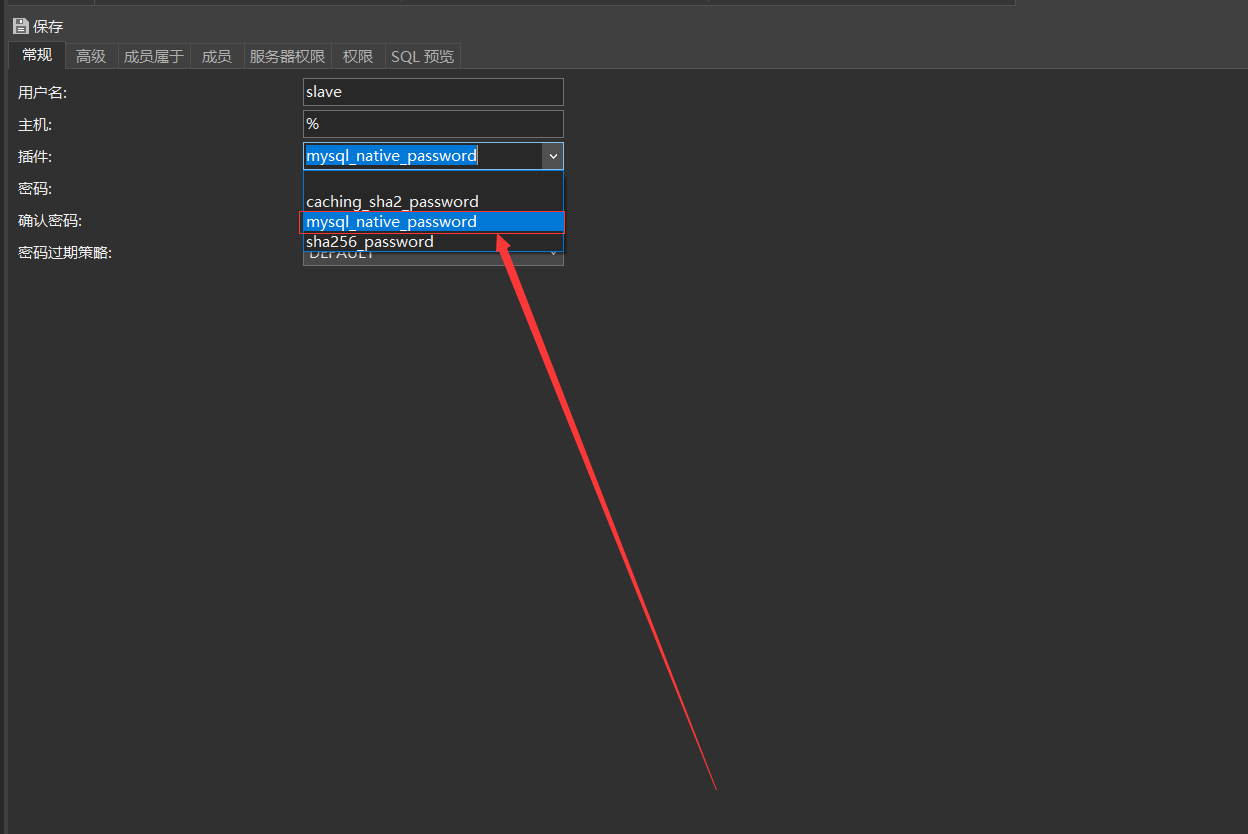 保存
常规 高级 成员属于 成员 服务器权限 权限 SQL 预览
用户名: slave
主机: %
插件: mysql_native_password
密码:
caching_sha2_password
确认密码: mysql_native_password
sha256_password
密码过期策略: DEFAULT